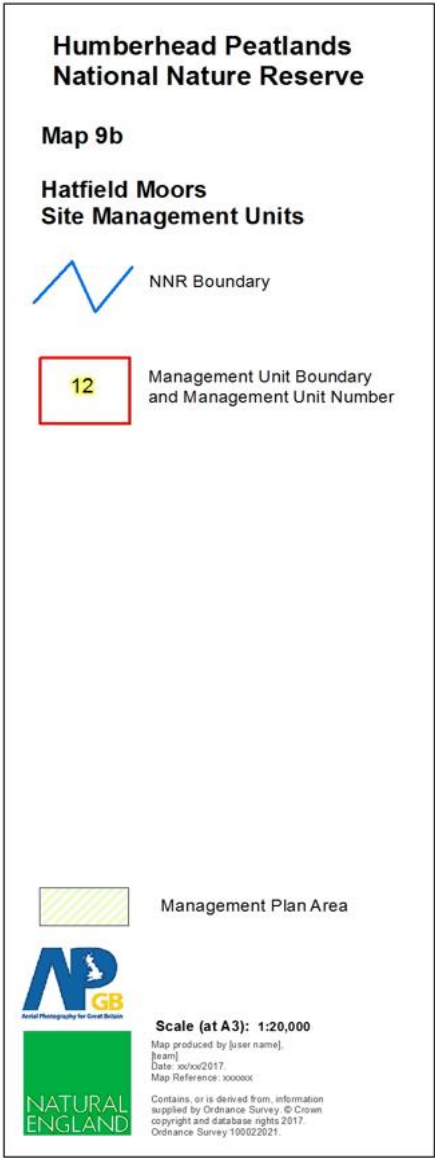 Humberhead Peatlands
National Nature Reserve
Map 9b
Hatfield Moors
Site Management Units
NNR Boundary
12
Management Unit Boundary
and Management Unit Number
Management Plan Area
AP
GB
Aerial Photography for Great Britain
Scale (at A3): 1:20,000
Map produced by [user name],
[team]
Date: xx/xx/2017.
Map Reference: xxxxxx
Contains, or is derived from, information
supplied by Ordnance Survey. © Crown
copyright and database rights 2017.
Ordnance Survey 100022021.
NATURAL
ENGLAND